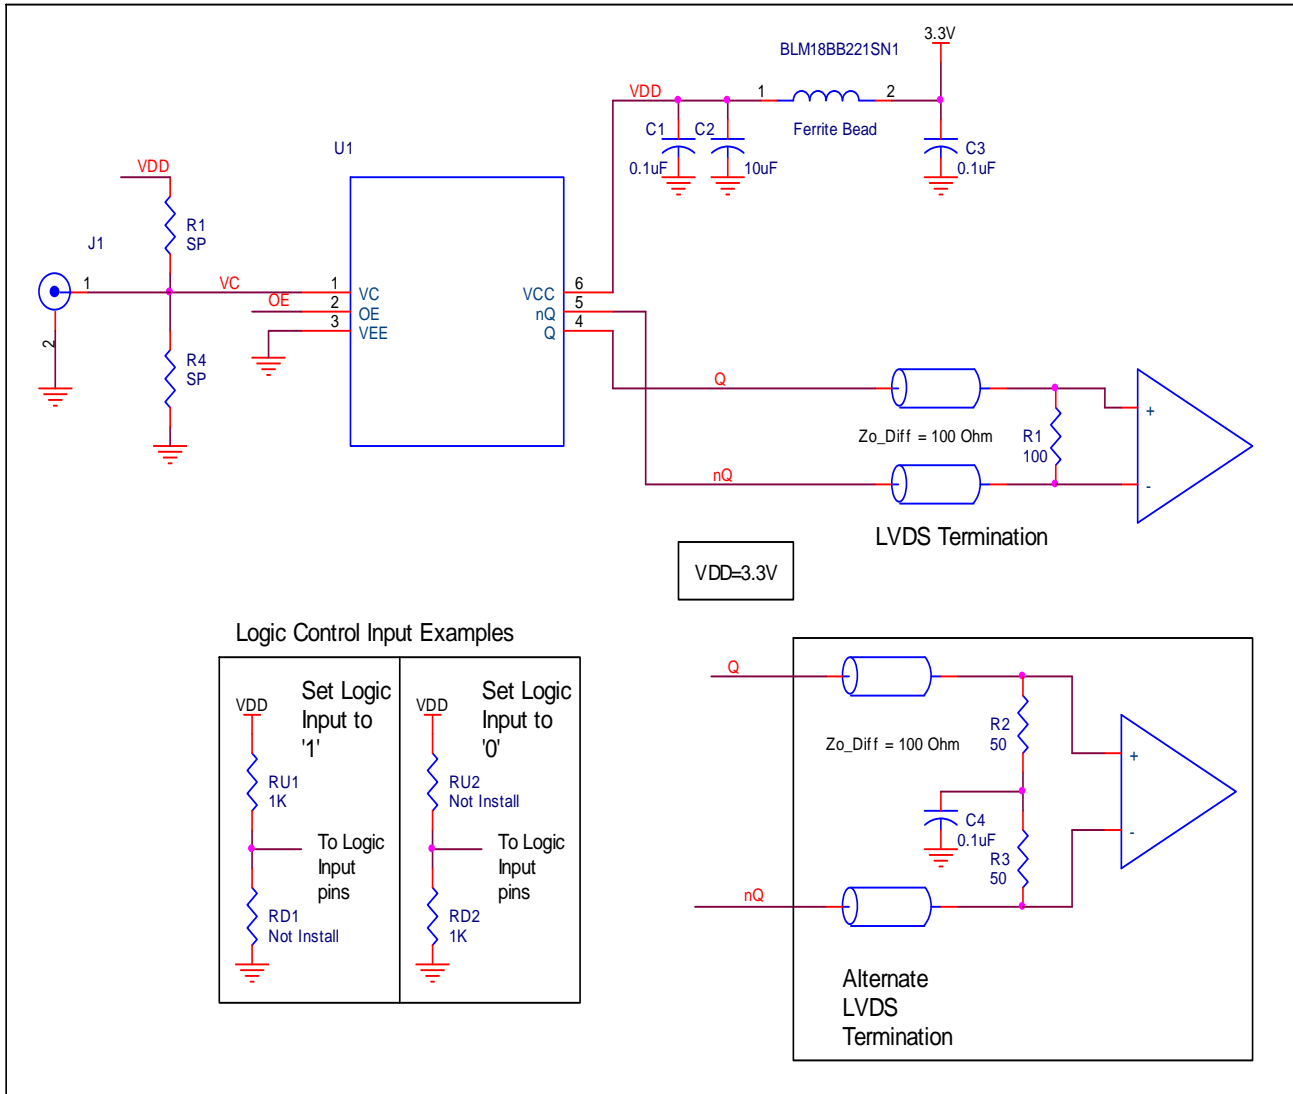 3.3V
BLM18BB221SN1
VDD
1
2
C1
C2
Ferrite Bead
0.1uF
10uF
C3
0.1uF
U1
VDD
R1
SP
J1
1
VC
1
VC
OE
2
OE
3
VEE
VCC
6
nQ
5
Q
4
2
R4
SP
Q
Zo_Diff = 100 Ohm
R1
100
+
-
nQ
LVDS Termination
VDD=3.3V
Logic Control Input Examples
Set Logic
Input to
'1'
VDD
RU1
1K
To Logic
Input
pins
RD1
Not Install
Set Logic
Input to
'0'
VDD
RU2
Not Install
To Logic
Input
pins
RD2
1K
Q
Zo_Diff = 100 Ohm
R2
50
+
-
C4
0.1uF
R3
50
nQ
Alternate
LVDS
Termination